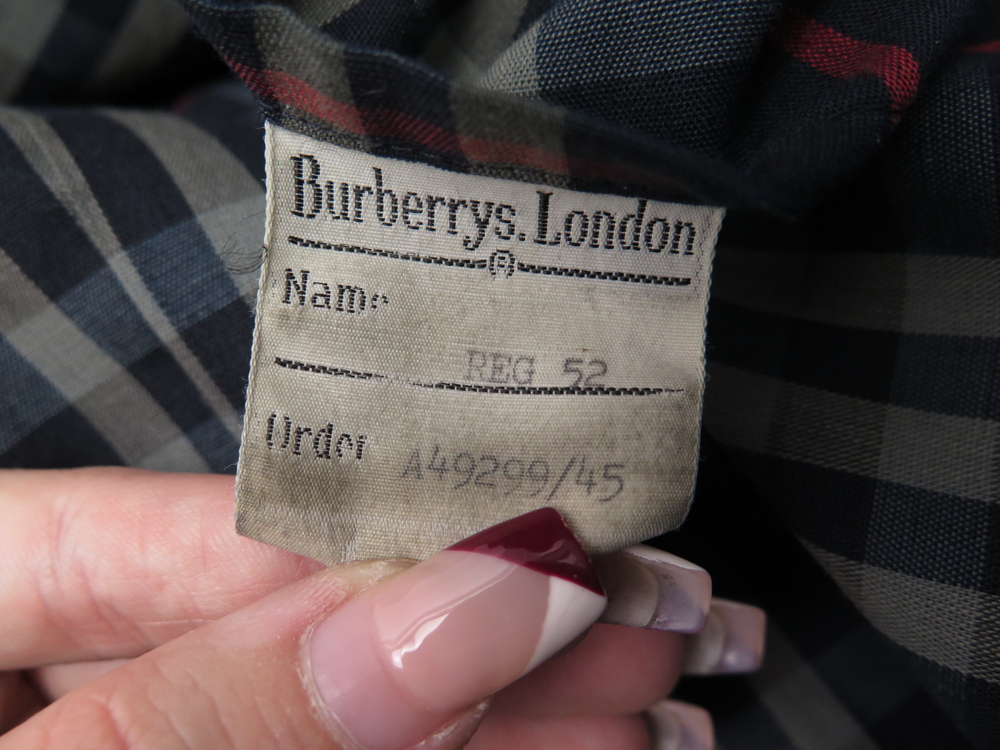 Burberrys. London
Name
REG 52
Order
A49299/45